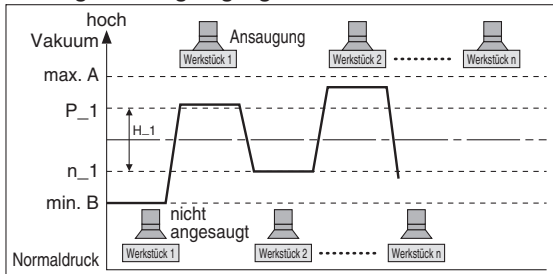 hoch
Vakuum
Ansaugung
Werkstück 1
Werkstück 2
Werkstück n
max. A
P_1
H_1
n_1
min. B
nicht
angesaugt
Werkstück 1
Werkstück 2
Werkstück n
Normaldruck